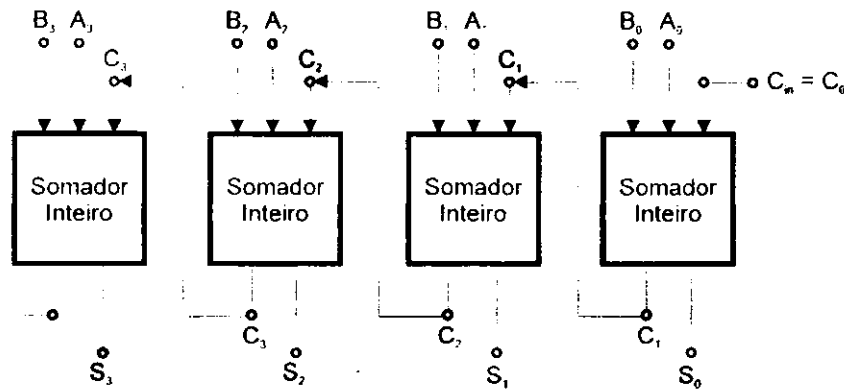 B₃ A₃ B₂ A₂ B₁ A₁ B₀ A₀
C₃ C₂ C₁ Cᵢₙ = C₀
Somador Inteiro
Somador Inteiro
Somador Inteiro
Somador Inteiro
C₃ C₂ C₁
S₃ S₂ S₁ S₀